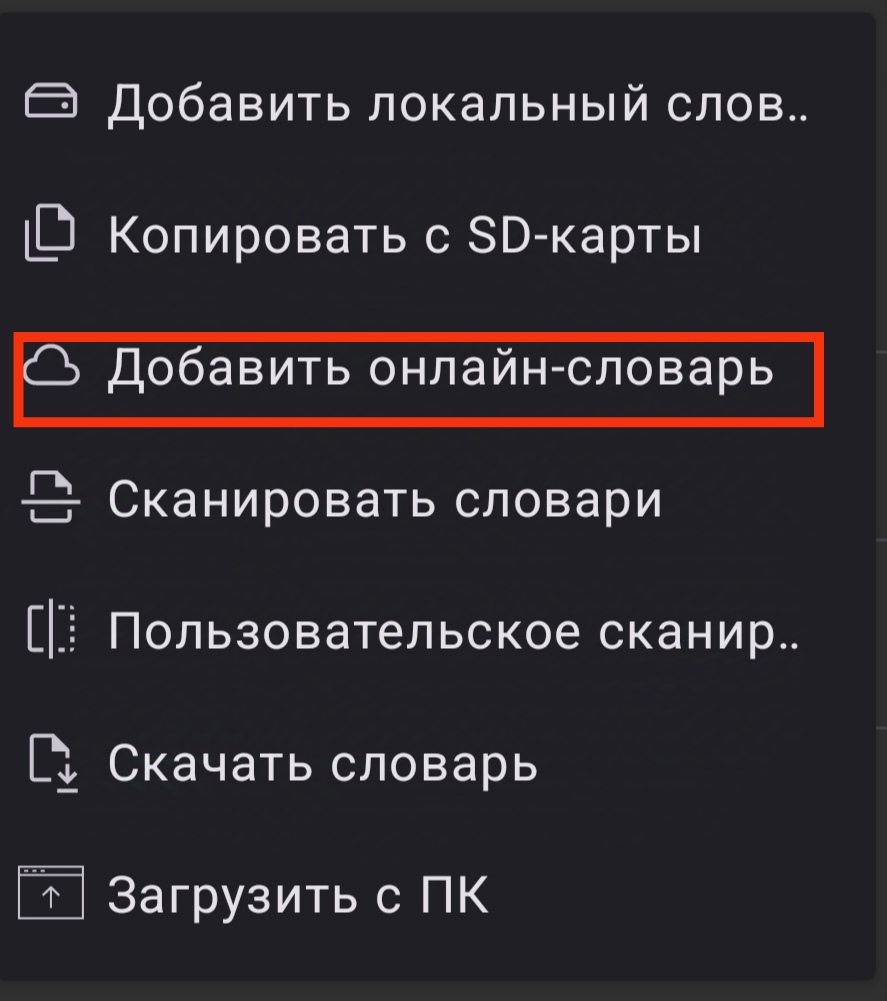 Добавить локальный слов..
Копировать с SD-карты
Добавить онлайн-словарь
Сканировать словари
Пользовательское сканир..
Скачать словарь
Загрузить с ПК